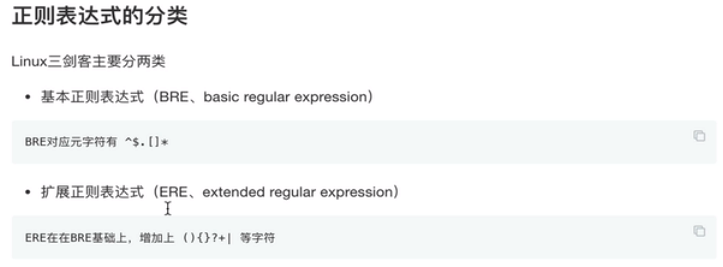 正则表达式的分类
Linux三剑客主要分两类
• 基本正则表达式（BRE、basic regular expression）
BRE对应元字符有 ^$.[]*
• 扩展正则表达式（ERE、extended regular expression）
ERE在在BRE基础上，增加上 (){}?+| 等字符